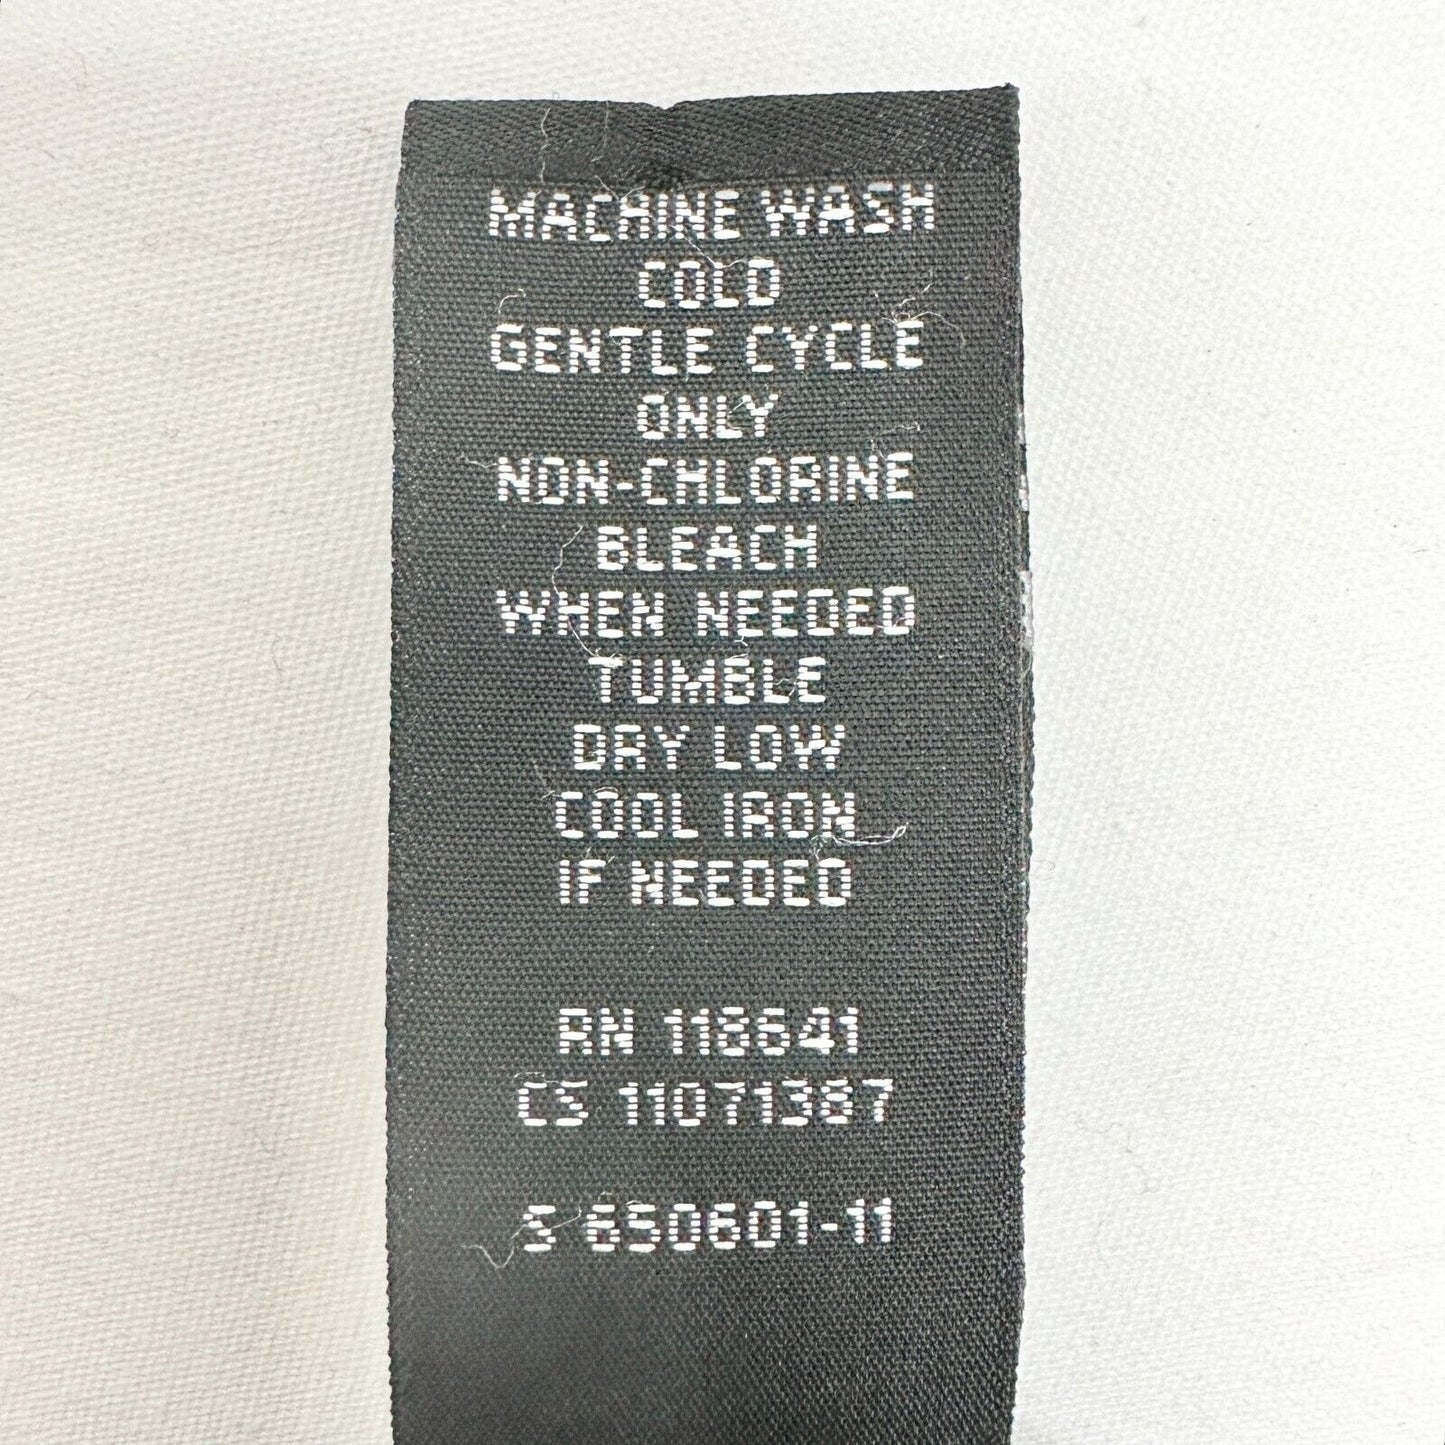 MACHINE WASH
COLD
GENTLE CYCLE
ONLY
NON-CHLORINE
BLEACH
WHEN NEEDED
TUMBLE
DRY LOW
COOL IRON
IF NEEDED
RN 118641
CS 11071387
S 650601-11